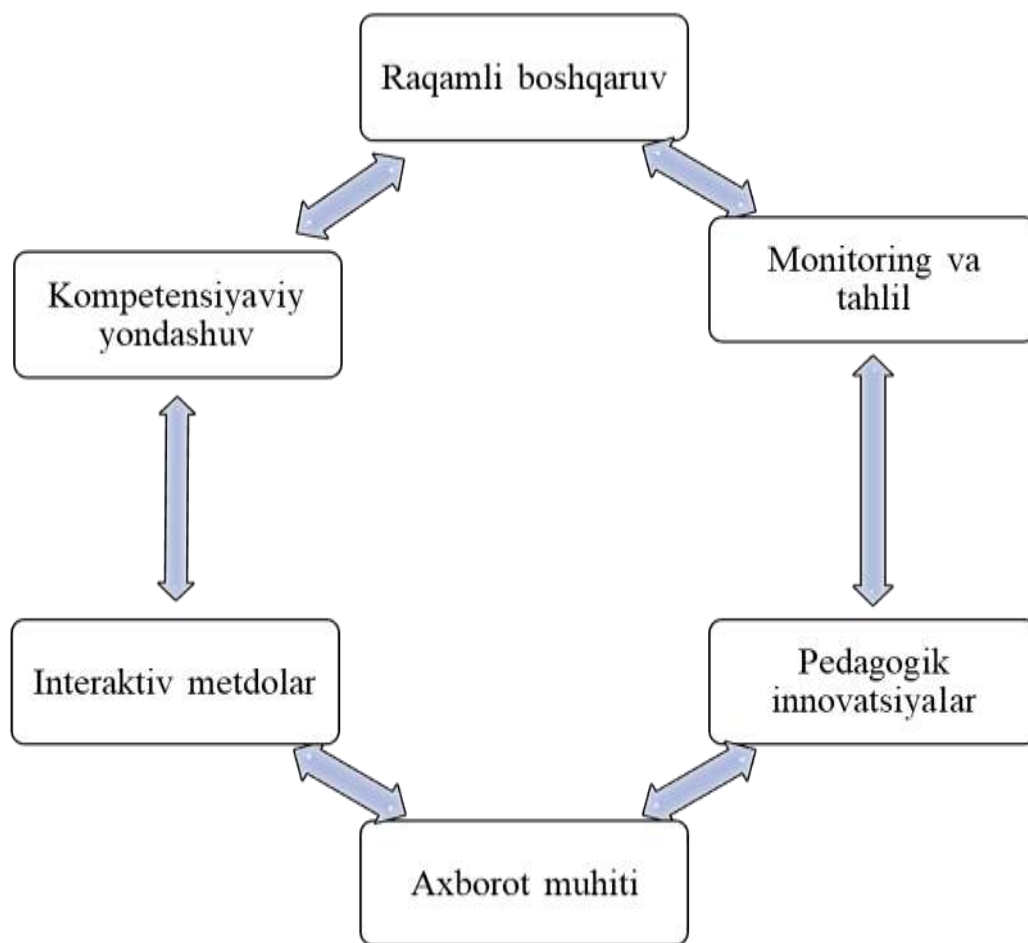 Raqamli boshqaruv
Monitoring va
tahlil
Kompetensiyaviy
yondashuv
Interaktiv metdolar
Pedagogik
innovatsiyalar
Axborot muhiti